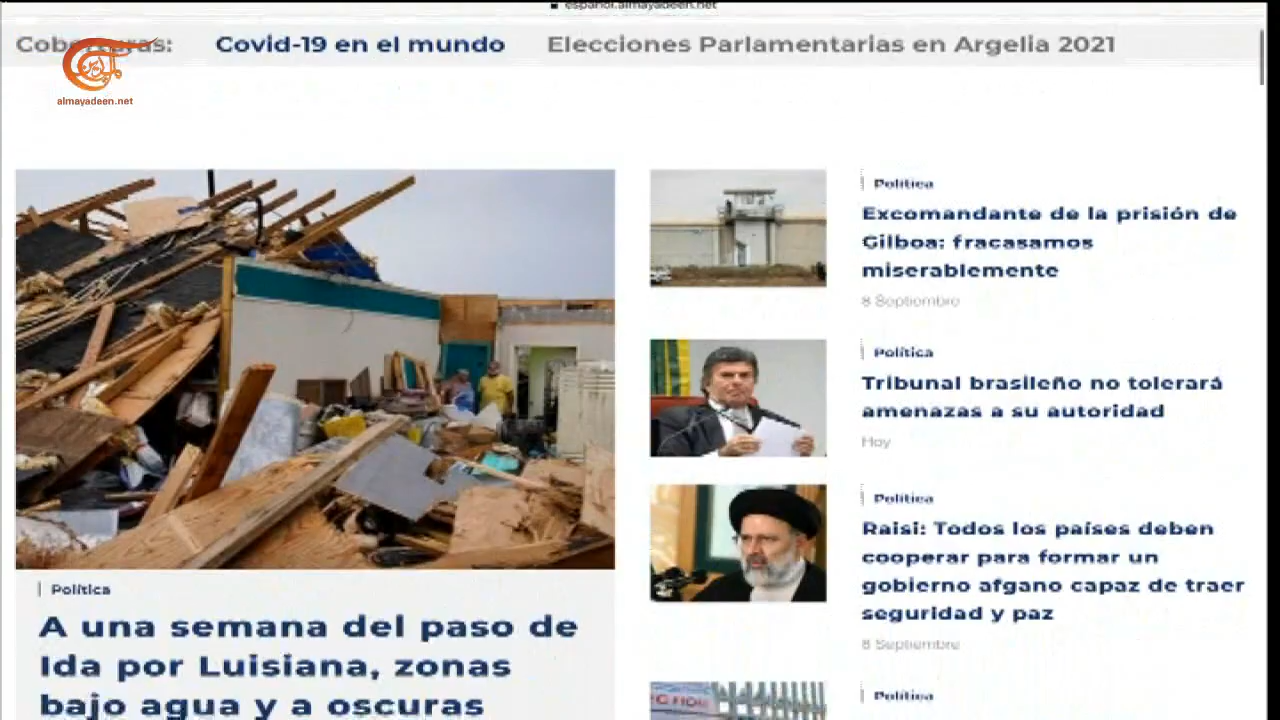 español.almayadeen.net
Coberturas:
Covid-19 en el mundo
Elecciones Parlamentarias en Argelia 2021
almayadeen.net
Política
Excomandante de la prisión de
Gilboa: fracasamos
miserablemente
8 Septiembre
Política
Tribunal brasileño no tolerará
amenazas a su autoridad
Hoy
Política
Raisi: Todos los países deben
cooperar para formar un
gobierno afgano capaz de traer
seguridad y paz
8 Septiembre
Política
Política
A una semana del paso de
Ida por Luisiana, zonas
bajo agua y a oscuras